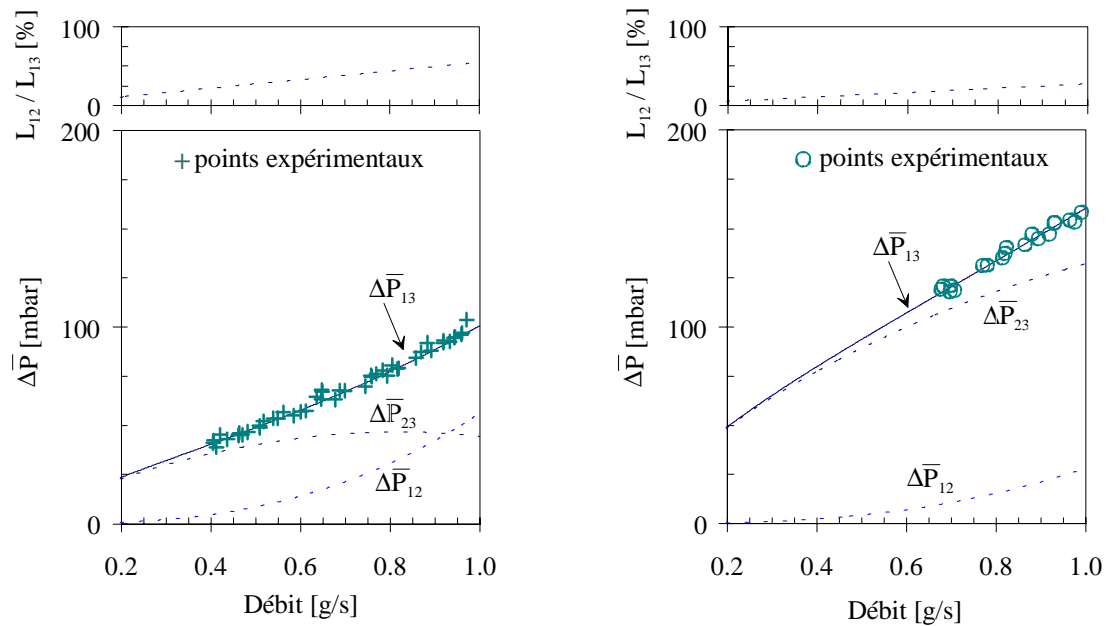 L12 / L13 [%]
100
0
200
100
0
ΔP̅ [mbar]
+ points expérimentaux
ΔP̅13
ΔP̅23
ΔP̅12
0.2 0.4 0.6 0.8 1.0
Débit [g/s]
L12 / L13 [%]
100
0
200
100
0
ΔP̅ [mbar]
points expérimentaux
ΔP̅13
ΔP̅23
ΔP̅12
0.2 0.4 0.6 0.8 1.0
Débit [g/s]